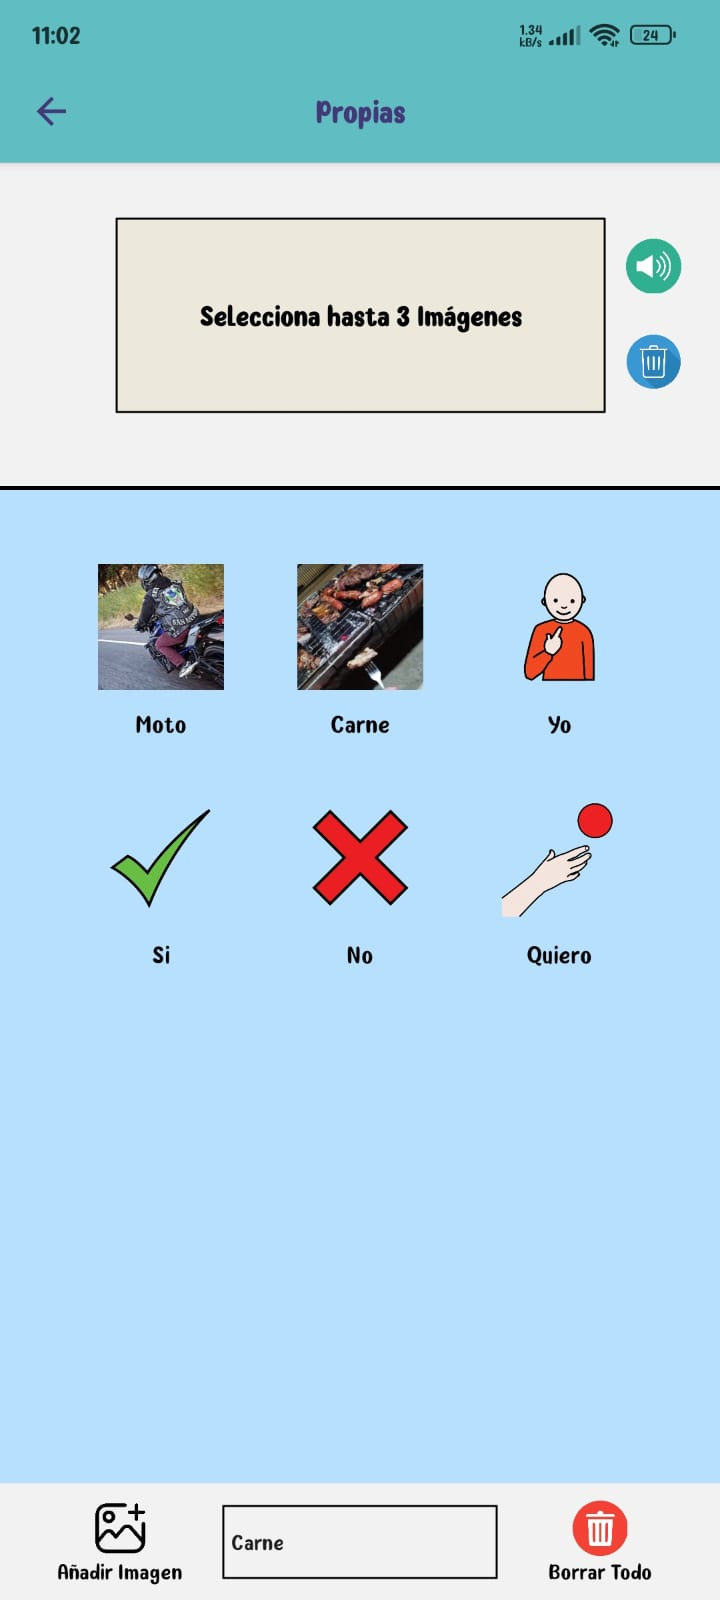 11:02
1.34
kB/s
24
Propias
Selecciona hasta 3 Imágenes
Moto
Carne
Yo
Si
No
Quiero
Añadir Imagen
Carne
Borrar Todo